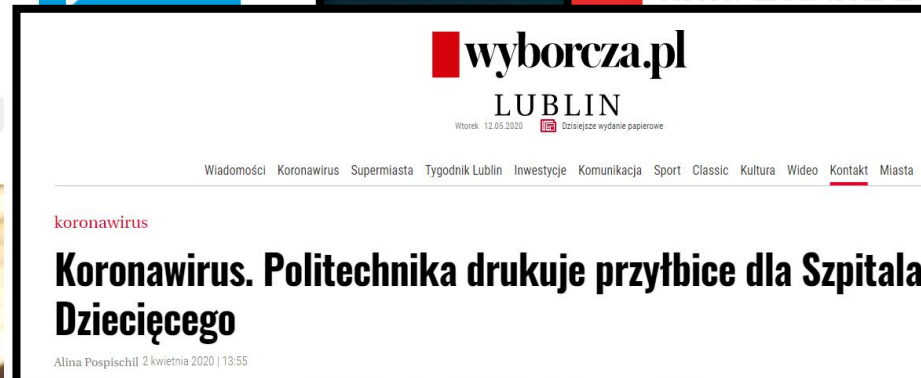 wyborcza.pl
LUBLIN
Wtorek 12.05.2020 Dzisiejsze wydanie papierowe
Wiadomości Koronawirus Supermiasta Tygodnik Lublin Inwestycje Komunikacja Sport Classic Kultura Wideo Kontakt Miasta
koronawirus
Koronawirus. Politechnika drukuje przyłbice dla Szpitala
Dziecięcego
Alina Pospischil 2 kwietnia 2020 | 13:55